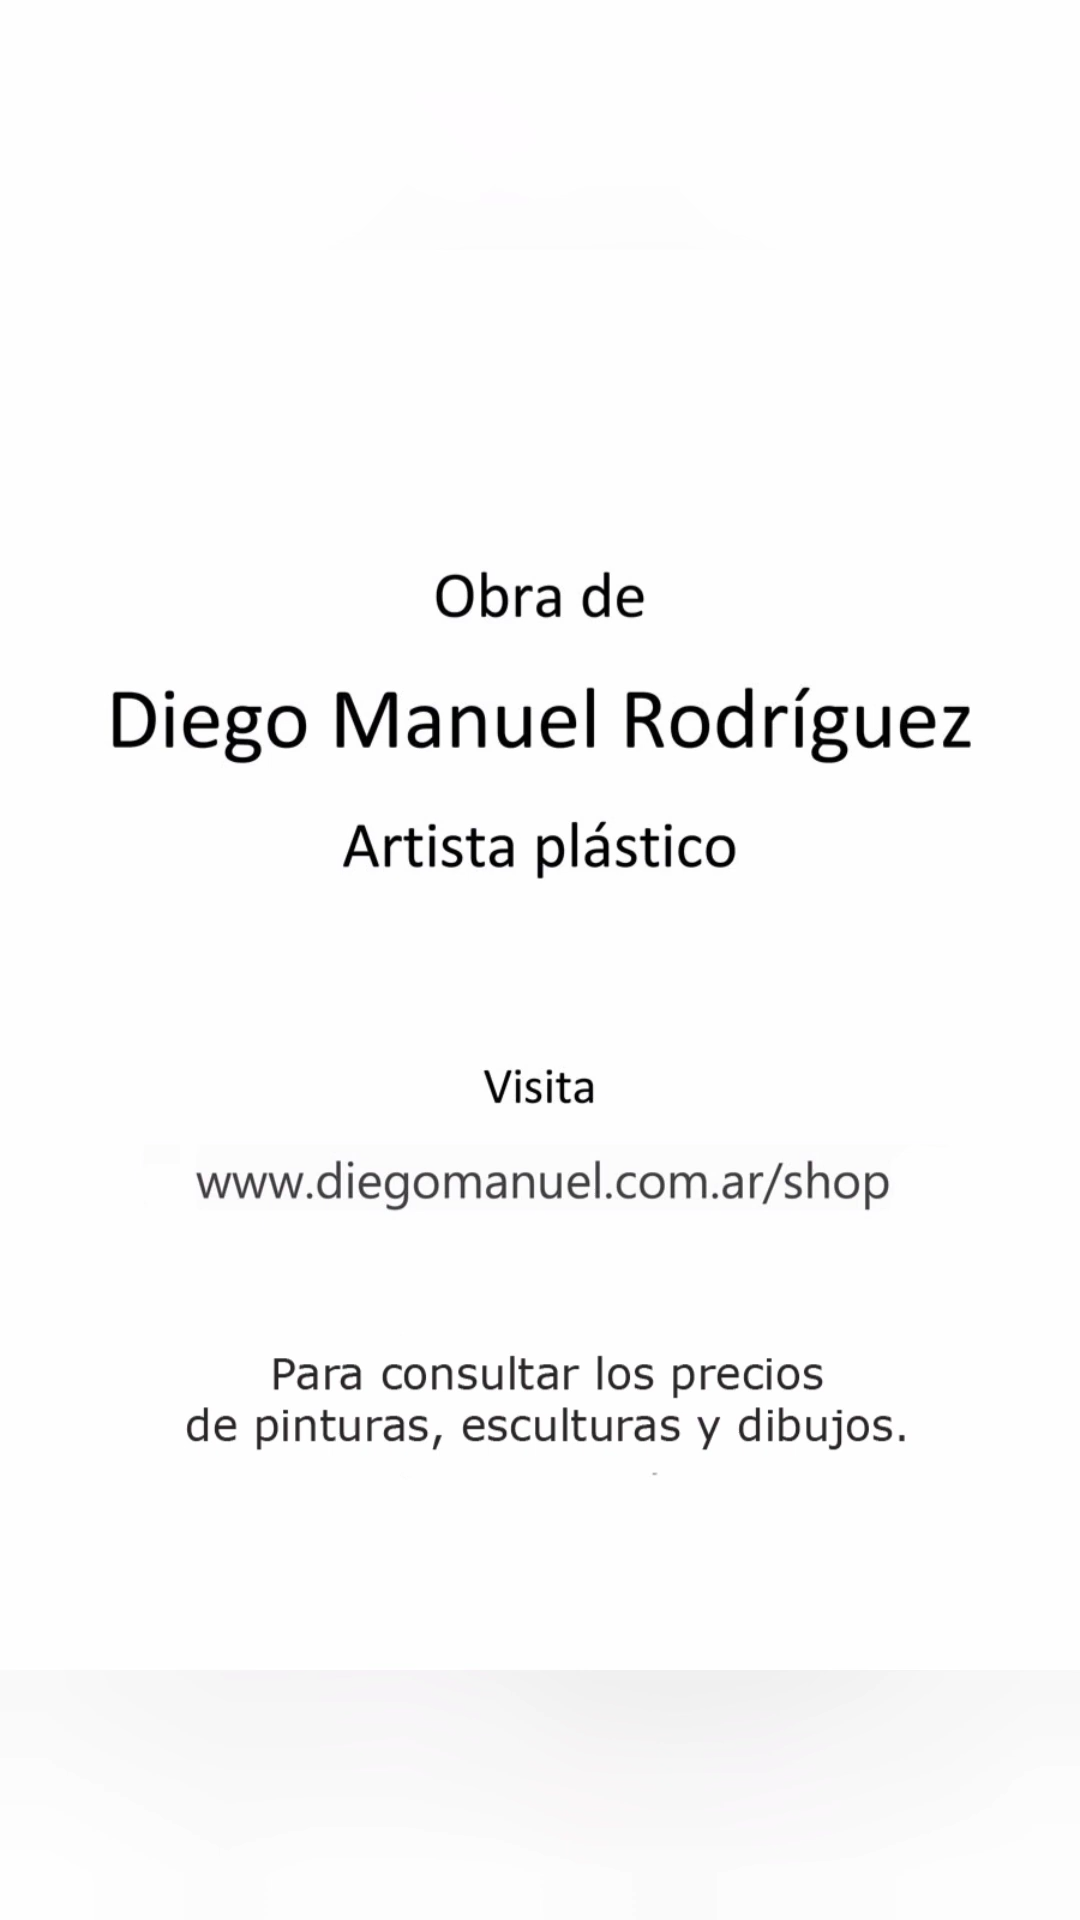 Obra de
Diego Manuel Rodríguez
Artista plástico
Visita
www.diegomanuel.com.ar/shop
Para consultar los precios
de pinturas, esculturas y dibujos.